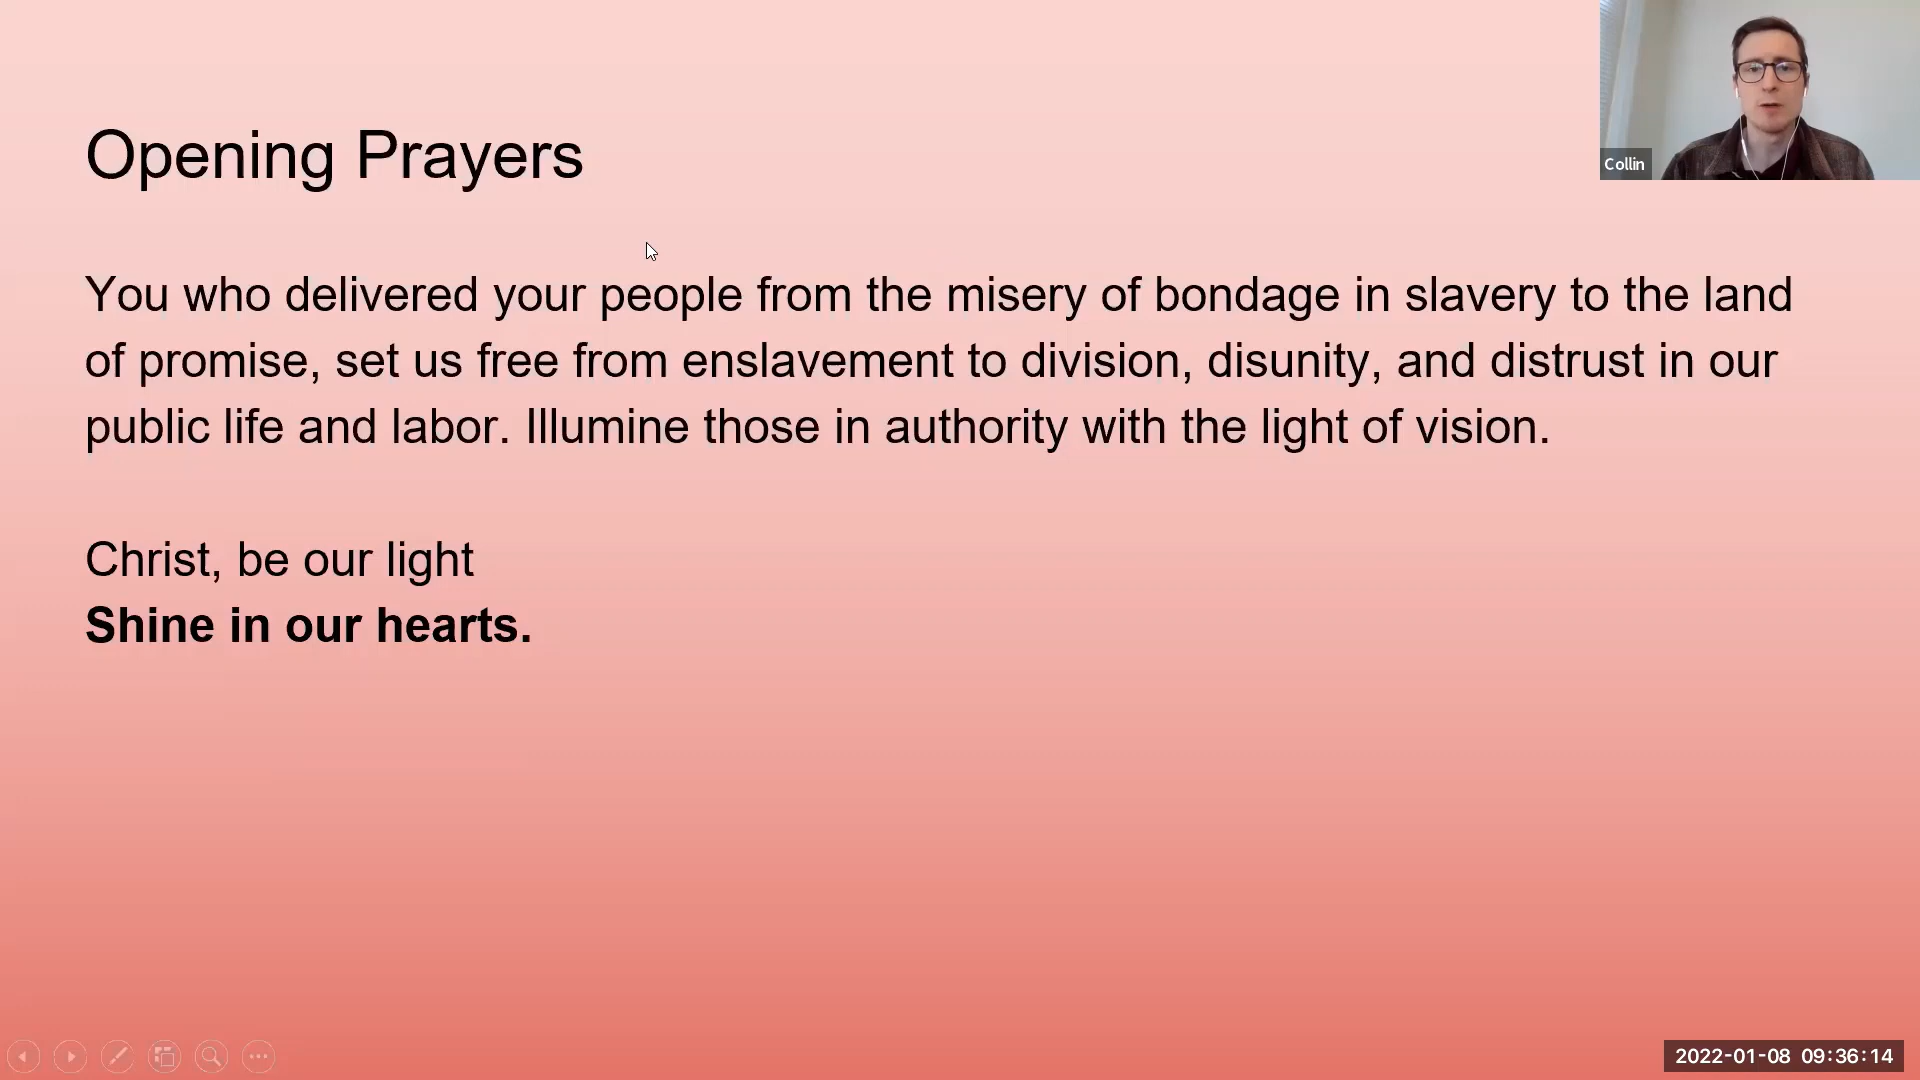 Opening Prayers
Collin
You who delivered your people from the misery of bondage in slavery to the land
of promise, set us free from enslavement to division, disunity, and distrust in our
public life and labor. Illumine those in authority with the light of vision.
Christ, be our light
Shine in our hearts.
2022-01-08 09:36:14